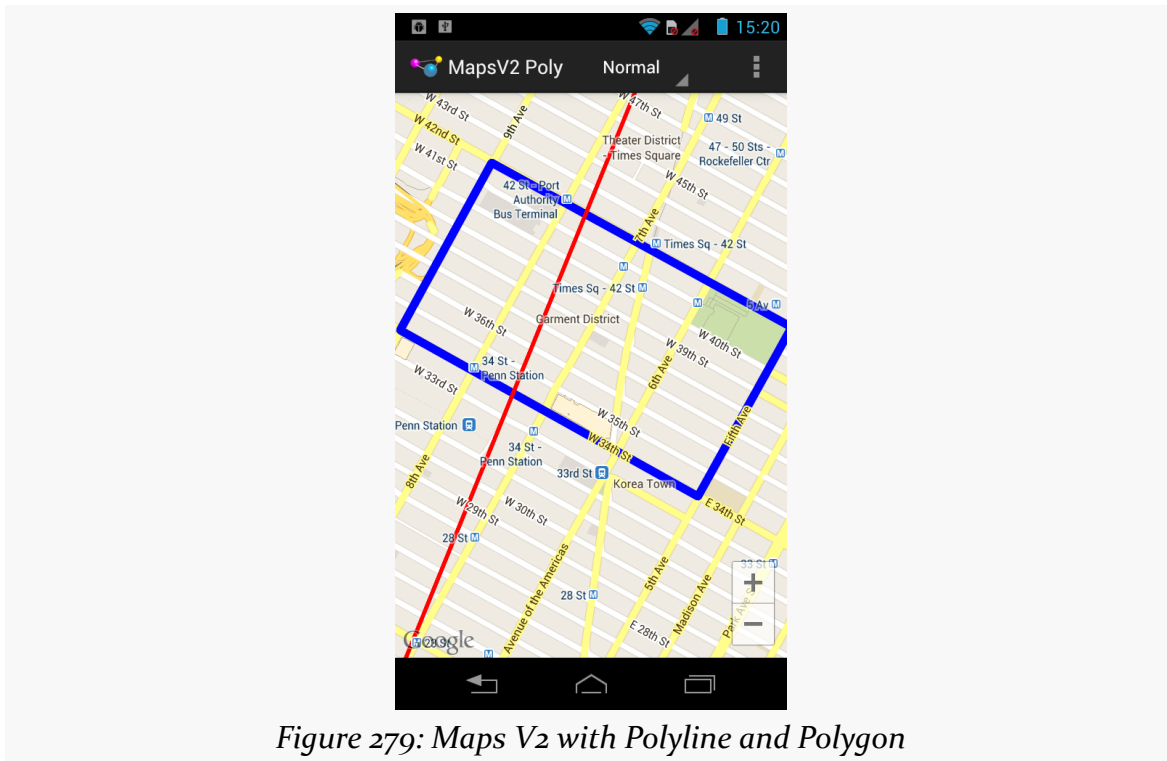 15:20
MapsV2 Poly
Normal
W 43rd St
W 42nd St
W 41st St
9th Ave
W 47th St
49 St
Theater District
- Times Square
47 - 50 Sts -
Rockefeller Ctr
W 45th St
42 St - Port
Authority
Bus Terminal
7th Ave
Times Sq - 42 St
Times Sq - 42 St
5 Av
Garment District
W 36th St
W 40th St
W 39th St
34 St -
Penn Station
W 33rd St
6th Ave
W 35th St
Fifth Ave
Penn Station
W 34th St
34 St -
Penn Station
33rd St
Korea Town
8th Ave
W 29th St
W 30th St
E 34th St
28 St
33 St
Avenue of the Americas
5th Ave
Madison Ave
28 St
Park Ave S
E 28th St
+
−
Google
Figure 279: Maps V2 with Polyline and Polygon